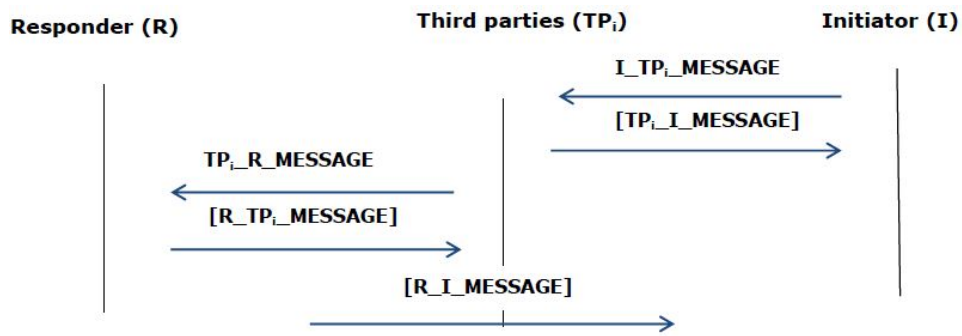 Responder (R) Third parties (TPᵢ) Initiator (I)
I_TPᵢ_MESSAGE
[TPᵢ_I_MESSAGE]
TPᵢ_R_MESSAGE
[R_TPᵢ_MESSAGE]
[R_I_MESSAGE]